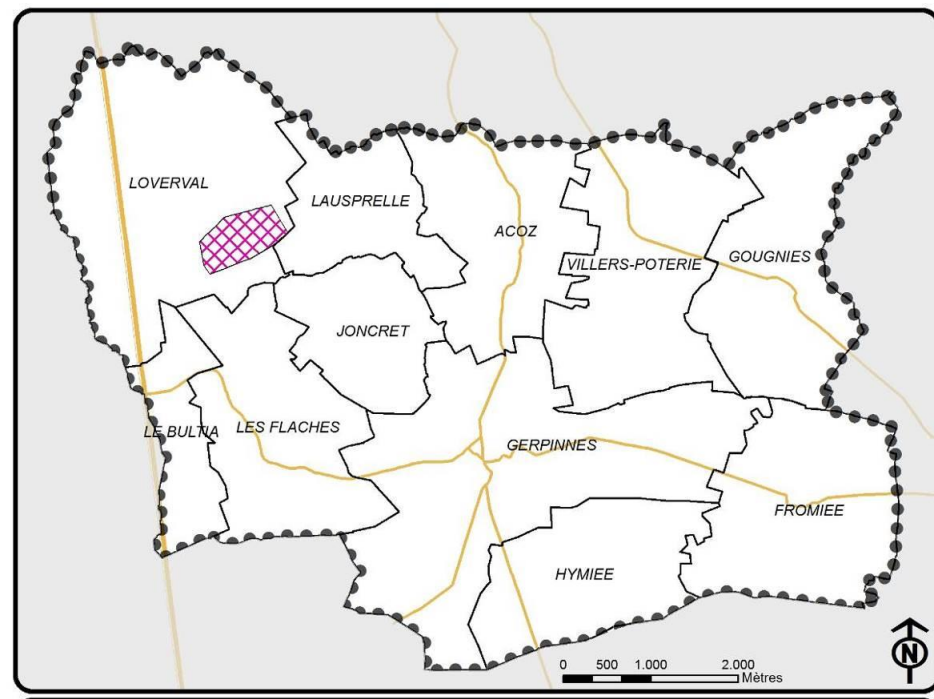 LOVERVAL
LAUSPRELLE
ACOZ
VILLERS-POTERIE
GOUGNIES
JONCRET
LE BULTIA
LES FLACHES
GERPINNES
FROMIEE
HYMIEE
N
0 500 1.000 2.000
Mètres